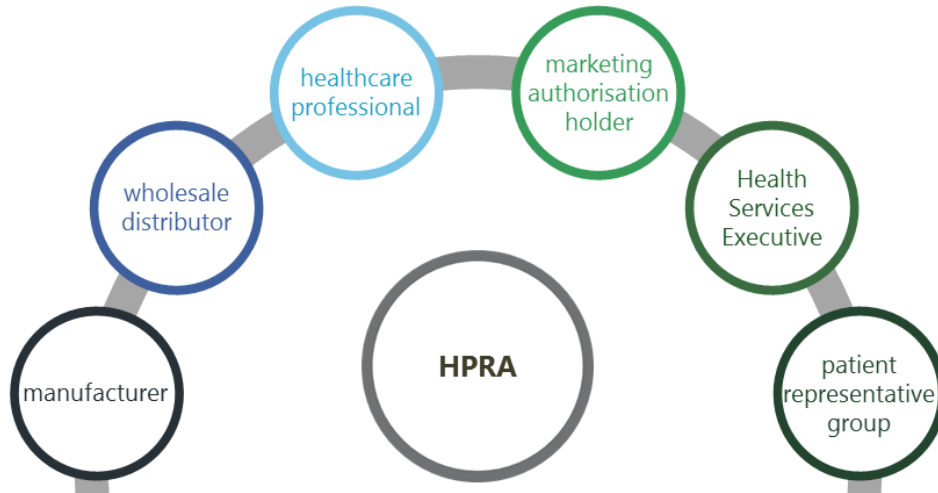 healthcare
professional
marketing
authorisation
holder
wholesale
distributor
Health
Services
Executive
HPRA
manufacturer
patient
representative
group